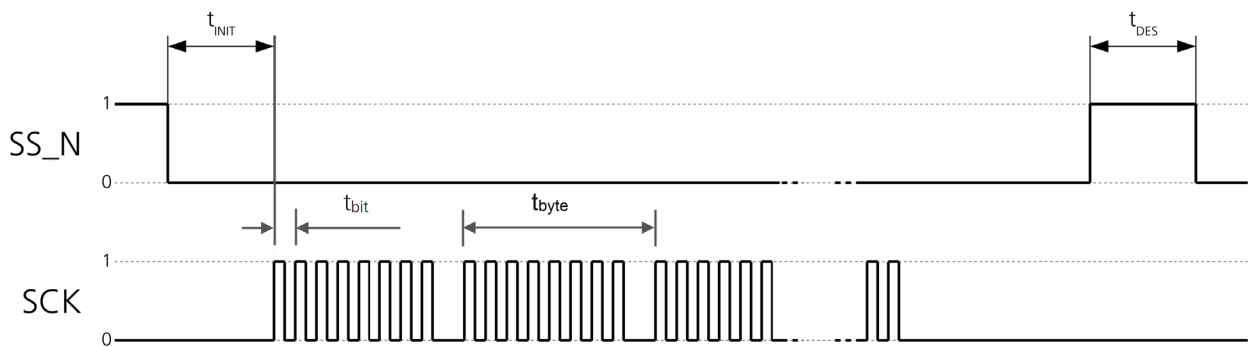 tINIT
tDES
1
SS_N
0
tbit
tbyte
1
SCK
0